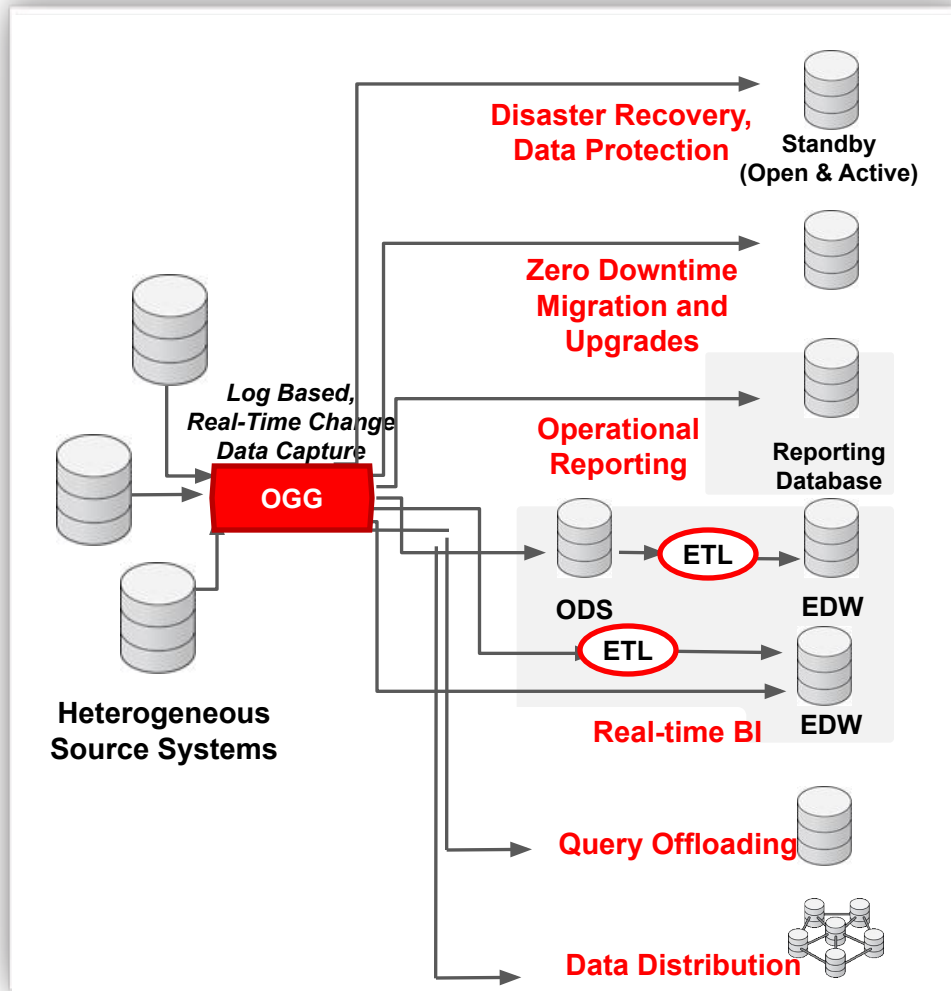 Disaster Recovery,
Data Protection
Standby
(Open & Active)
Zero Downtime
Migration and
Upgrades
Log Based,
Real-Time Change
Data Capture
OGG
Operational
Reporting
Reporting
Database
ETL
ODS
EDW
ETL
Heterogeneous
Source Systems
EDW
Real-time BI
Query Offloading
Data Distribution